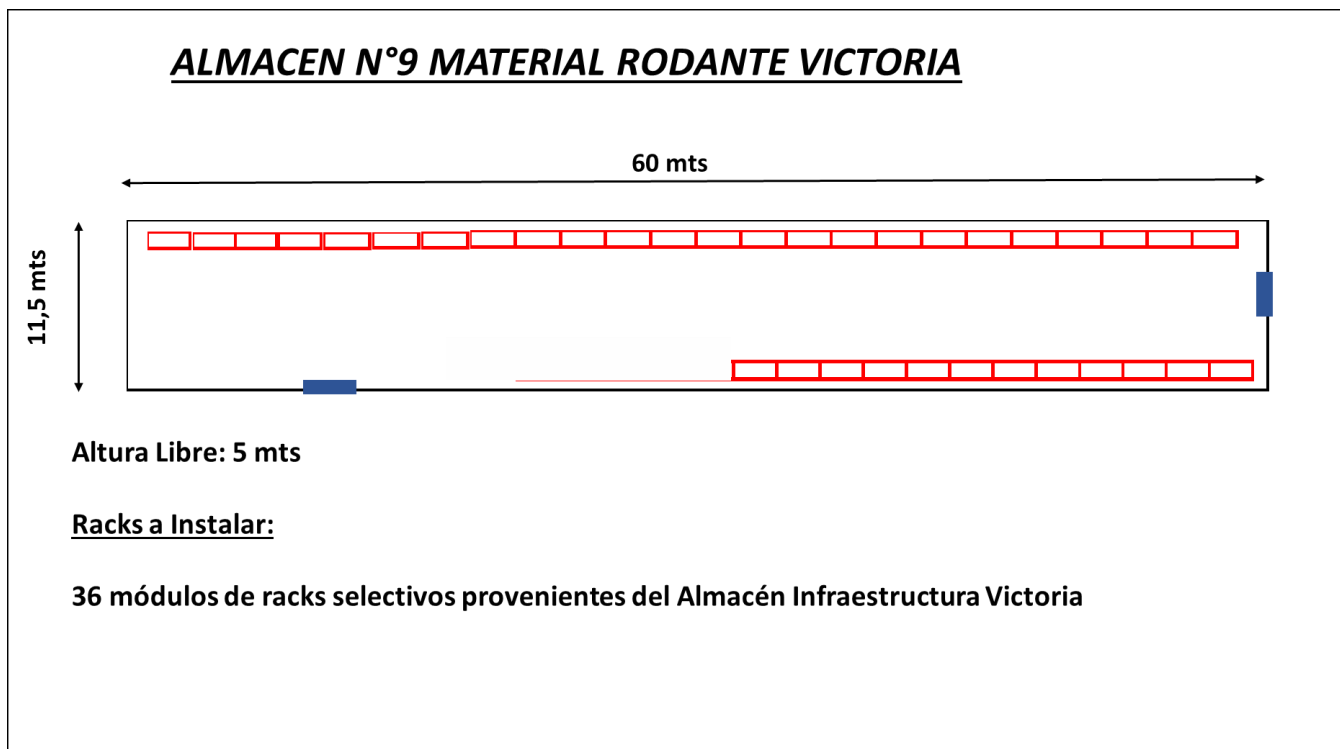 ALMACEN N°9 MATERIAL RODANTE VICTORIA
60 mts
11,5 mts
Altura Libre: 5 mts
Racks a Instalar:
36 módulos de racks selectivos provenientes del Almacén Infraestructura Victoria